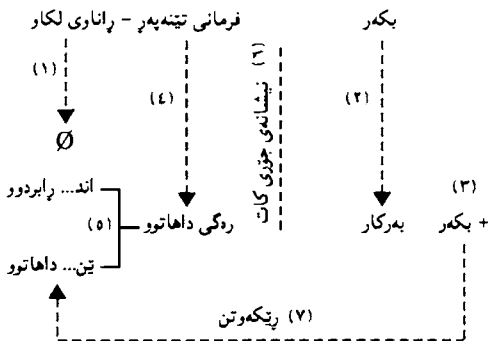 بکەر فرمانی تێنەپەڕ – ڕاناوی لکاو
(١) (٤) (٦) نیشانەی جۆری کات (٢)
Ø
(٣)
+ بکەر بەرکار ڕەگی داهاتوو (٥) اند... ڕابردوو
ێن... داهاتوو
(٧) ڕێکەوتن